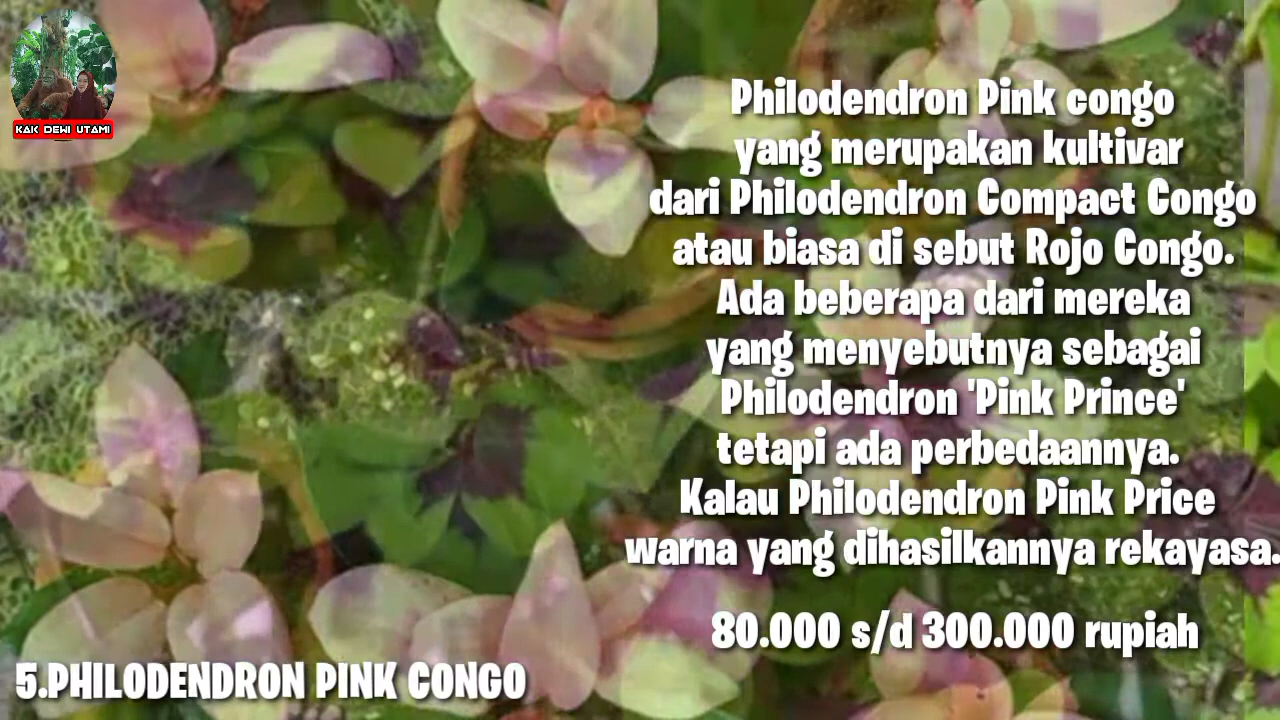 KAK DEWI UTAMI
Philodendron Pink congo
yang merupakan kultivar
dari Philodendron Compact Congo
atau biasa di sebut Rojo Congo.
Ada beberapa dari mereka
yang menyebutnya sebagai
Philodendron 'Pink Prince'
tetapi ada perbedaannya.
Kalau Philodendron Pink Price
warna yang dihasilkannya rekayasa.
80.000 s/d 300.000 rupiah
5.PHILODENDRON PINK CONGO